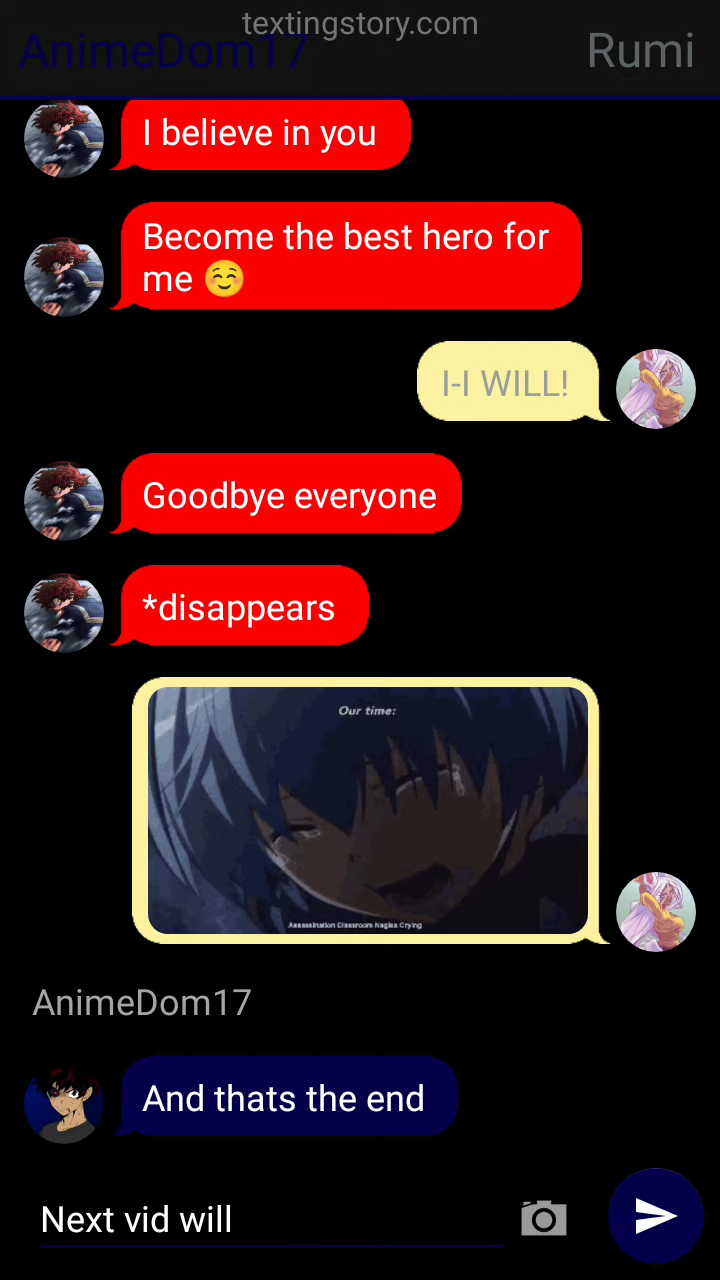 textingstory.com
AnimeDom17
Rumi
I believe in you
Become the best hero for
me ☺️
I-I WILL!
Goodbye everyone
*disappears
Our time:
Assassination Classroom Nagisa Crying
AnimeDom17
And thats the end
Next vid will